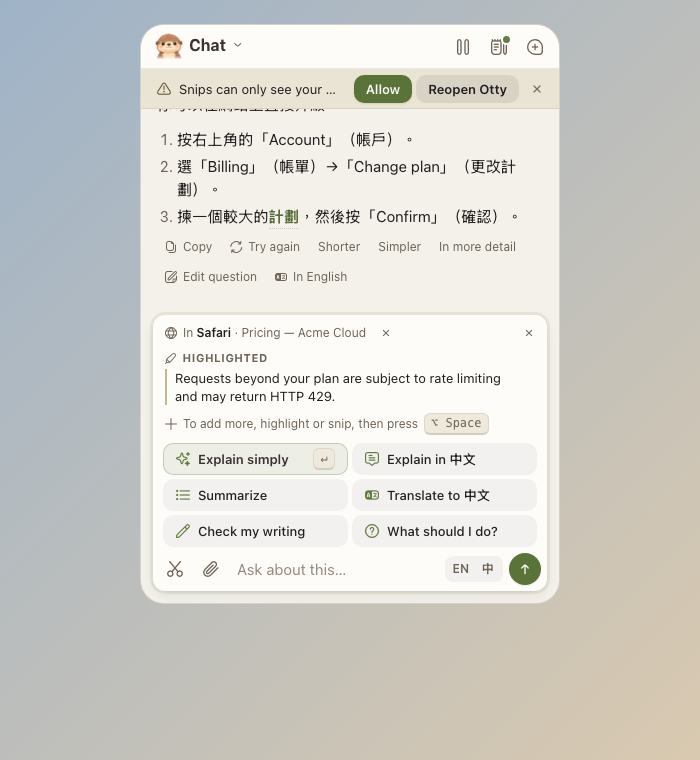 Chat
Snips can only see your ...
Allow
Reopen Otty
1. 按右上角的「Account」（帳戶）。
2. 選「Billing」（帳單）→「Change plan」（更改計
劃）。
3. 揀一個較大的計劃，然後按「Confirm」（確認）。
Copy
Try again
Shorter
Simpler
In more detail
Edit question
In English
In Safari · Pricing — Acme Cloud
HIGHLIGHTED
Requests beyond your plan are subject to rate limiting
and may return HTTP 429.
To add more, highlight or snip, then press ⌥ Space
Explain simply ↵
Explain in 中文
Summarize
Translate to 中文
Check my writing
What should I do?
Ask about this...
EN 中